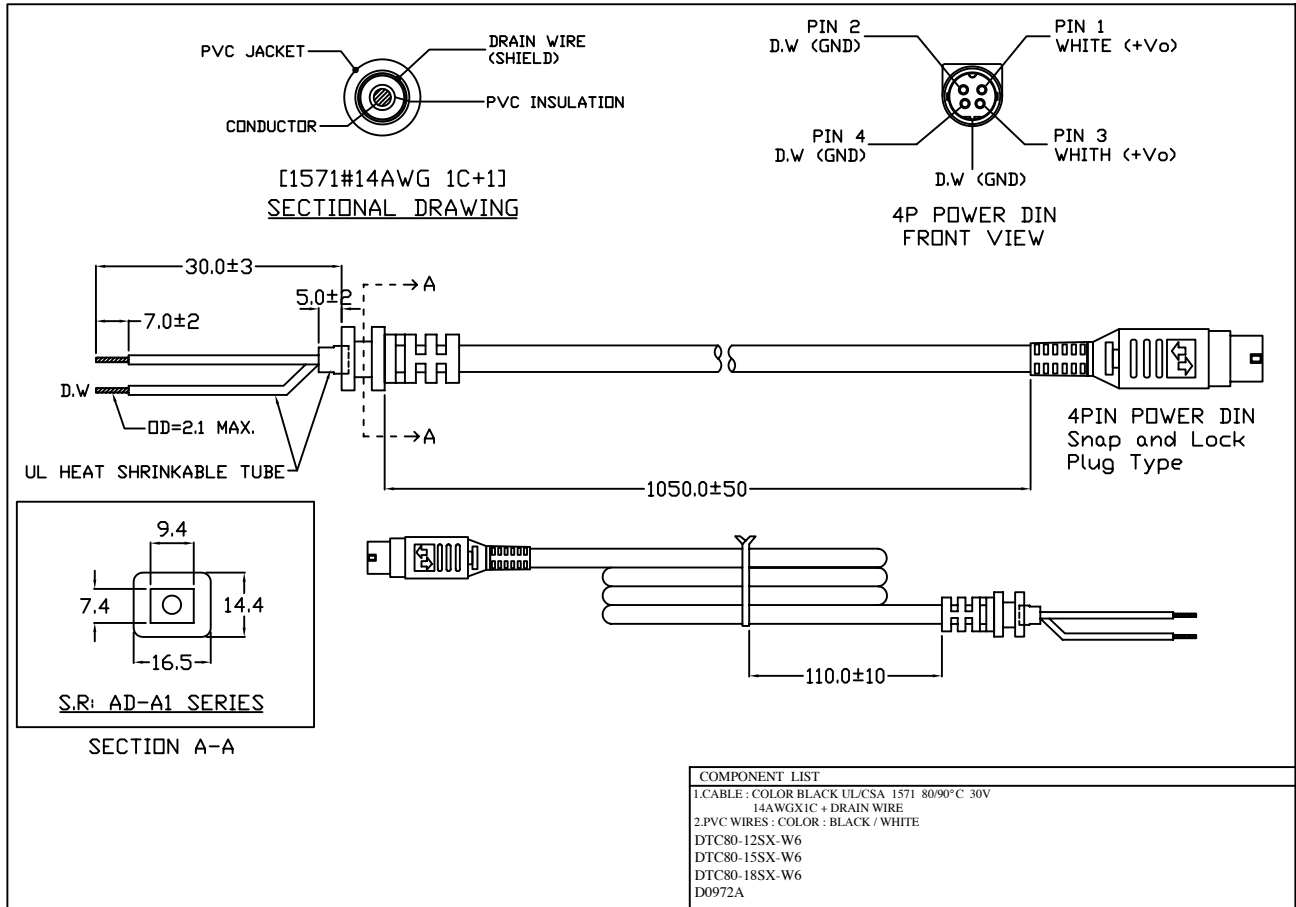 PVC JACKET
DRAIN WIRE
(SHIELD)
PVC INSULATION
CONDUCTOR
[1571#14AWG 1C+1]
SECTIONAL DRAWING
PIN 2
D.W (GND)
PIN 1
WHITE (+Vo)
PIN 4
D.W (GND)
PIN 3
WHITH (+Vo)
D.W (GND)
4P POWER DIN
FRONT VIEW
30.0±3
5.0±2
7.0±2
A
A
D.W
OD=2.1 MAX.
UL HEAT SHRINKABLE TUBE
1050.0±50
4PIN POWER DIN
Snap and Lock
Plug Type
9.4
7.4
14.4
16.5
S.R: AD-A1 SERIES
SECTION A-A
110.0±10
COMPONENT LIST
1.CABLE : COLOR BLACK UL/CSA 1571 80/90°C 30V
14AWGX1C + DRAIN WIRE
2.PVC WIRES : COLOR : BLACK / WHITE
DTC80-12SX-W6
DTC80-15SX-W6
DTC80-18SX-W6
D0972A